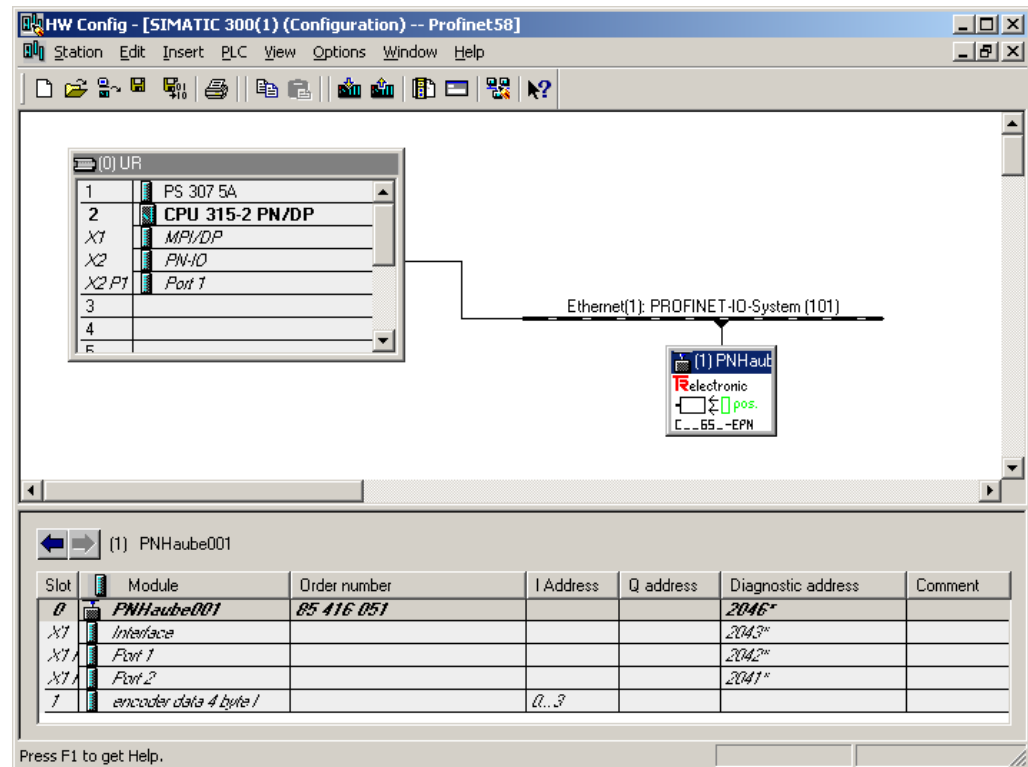 HW Config - [SIMATIC 300(1) (Configuration) -- Profinet58]
Station Edit Insert PLC View Options Window Help
(0) UR
1 PS 307 5A
2 CPU 315-2 PN/DP
X1 MPI/DP
X2 PN-IO
X2 P1 Port 1
3
4
5
Ethernet(1): PROFINET-IO-System (101)
(1) PNHaub
TRelectronic
pos.
C__65_-EPN
(1) PNHaube001
Slot Module Order number I Address Q address Diagnostic address Comment
0 PNHaube001 85 416 051 2046*
X1 Interface 2043*
X1 Port 1 2042*
X1 Port 2 2041*
1 encoder data 4 byte I 0...3
Press F1 to get Help.